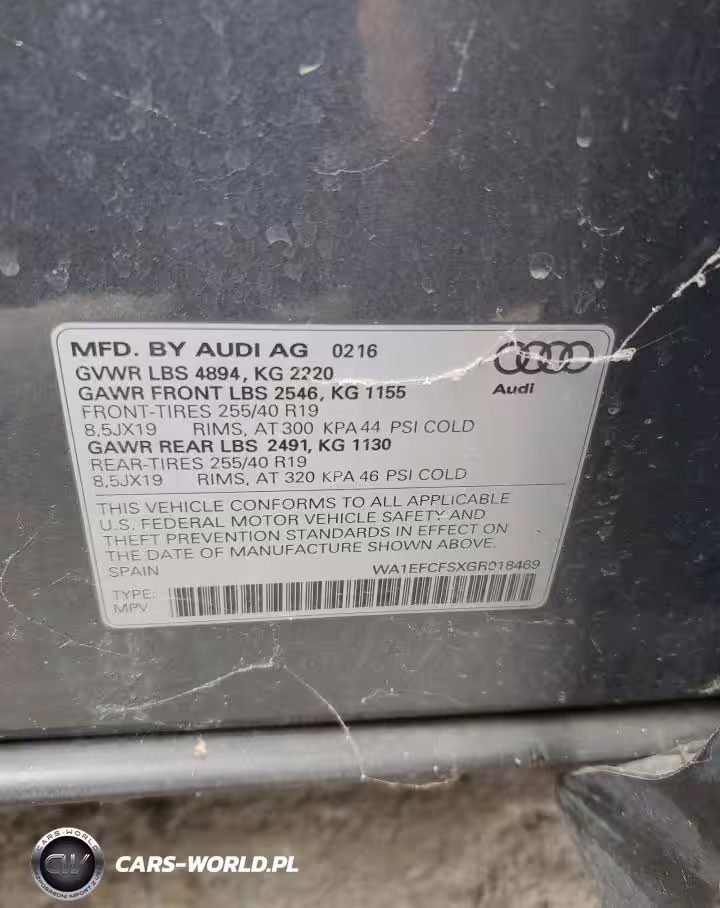 MFD. BY AUDI AG 0216
GVWR LBS 4894, KG 2220
GAWR FRONT LBS 2546, KG 1155
FRONT-TIRES 255/40 R19
8,5JX19 RIMS, AT 300 KPA 44 PSI COLD
GAWR REAR LBS 2491, KG 1130
REAR-TIRES 255/40 R19
8,5JX19 RIMS, AT 320 KPA 46 PSI COLD
Audi
THIS VEHICLE CONFORMS TO ALL APPLICABLE
U.S. FEDERAL MOTOR VEHICLE SAFETY AND
THEFT PREVENTION STANDARDS IN EFFECT ON
THE DATE OF MANUFACTURE SHOWN ABOVE.
SPAIN WA1EFCFSXGR018469
TYPE:
MPV
CARS-WORLD
CW
CARS-WORLD.PL